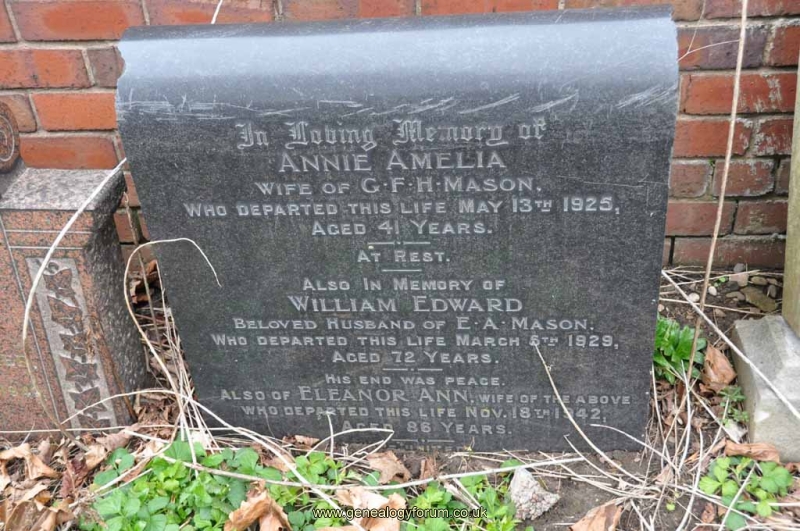 In Loving Memory of
ANNIE AMELIA
WIFE OF G·F·H·MASON.
WHO DEPARTED THIS LIFE MAY 13TH 1925,
AGED 41 YEARS.
AT REST.
ALSO IN MEMORY OF
WILLIAM EDWARD
BELOVED HUSBAND OF E·A·MASON.
WHO DEPARTED THIS LIFE MARCH 1929,
AGED 72 YEARS.
HIS END WAS PEACE.
ALSO OF ELEANOR ANN, WIFE OF THE ABOVE
WHO DEPARTED THIS LIFE NOV. 18TH 1942,
AGED 86 YEARS.
www.genealogyforum.co.uk